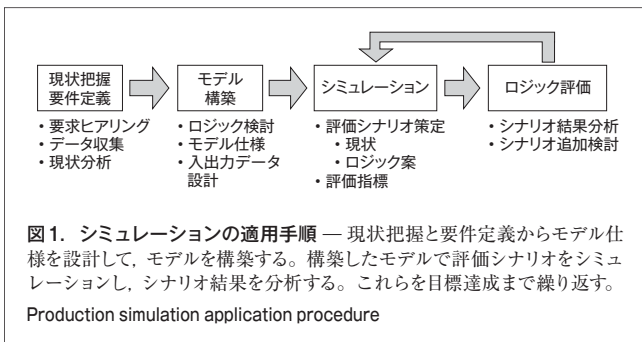 現状把握
要件定義
・要求ヒアリング
・データ収集
・現状分析
モデル
構築
・ロジック検討
・モデル仕様
・入出力データ
設計
シミュレーション
・評価シナリオ策定
・現状
・ロジック案
・評価指標
ロジック評価
・シナリオ結果分析
・シナリオ追加検討
図1. シミュレーションの適用手順 — 現状把握と要件定義からモデル仕
様を設計して，モデルを構築する。構築したモデルで評価シナリオをシミュ
レーションし，シナリオ結果を分析する。これらを目標達成まで繰り返す。
Production simulation application procedure